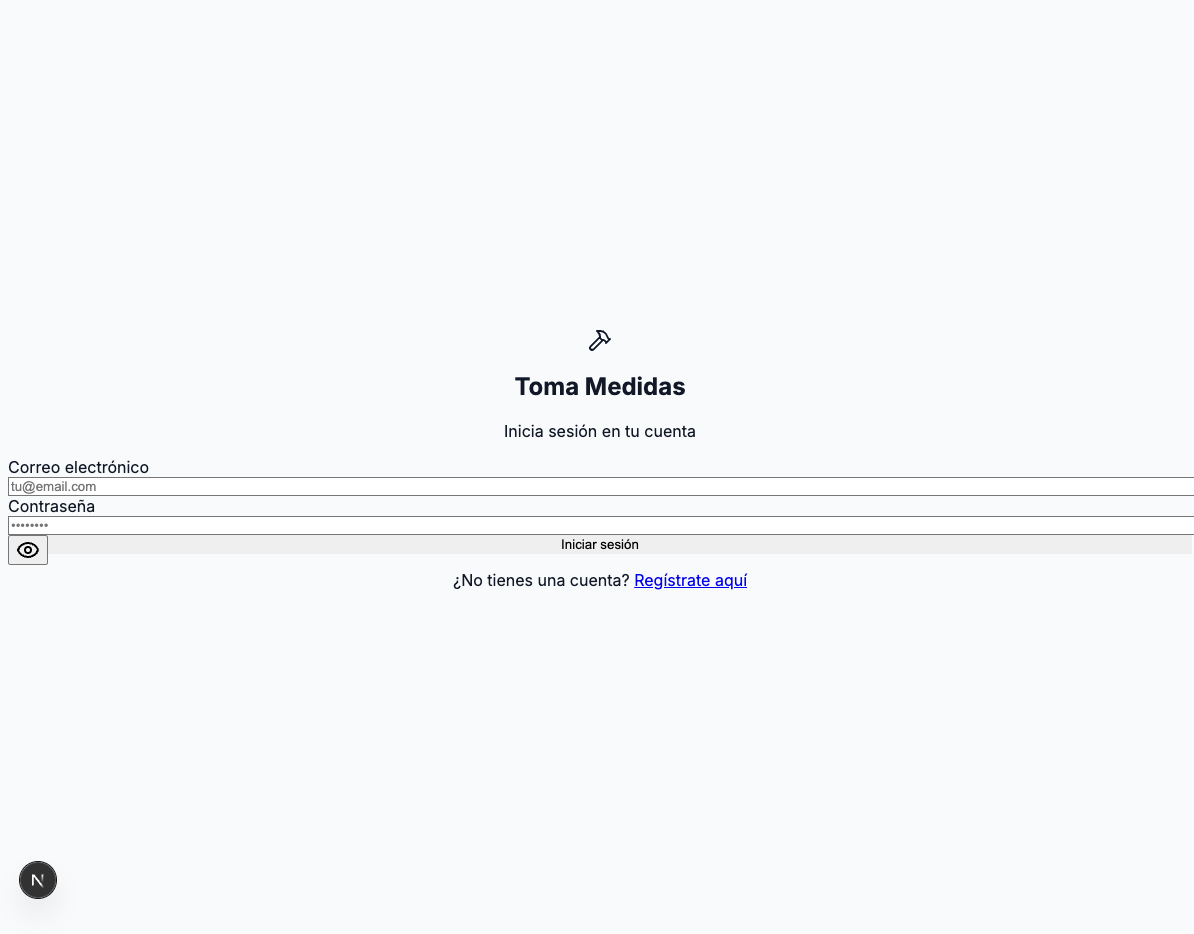 Toma Medidas
Inicia sesión en tu cuenta
Correo electrónico
tu@email.com
Contraseña
••••••••
Iniciar sesión
¿No tienes una cuenta? Regístrate aquí
N